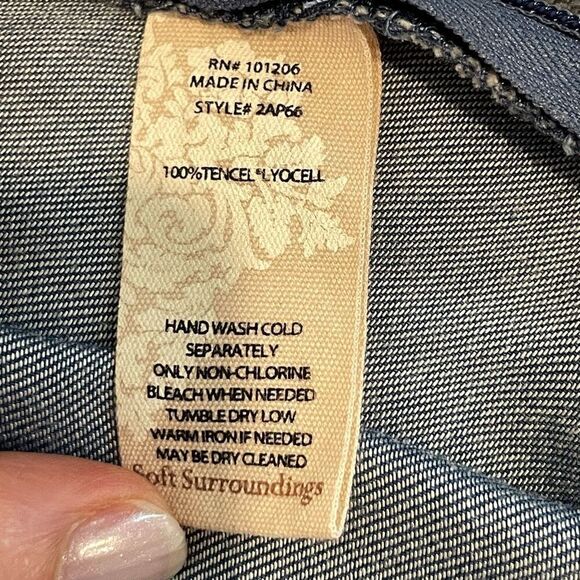 RN# 101206
MADE IN CHINA
STYLE# 2AP66
100%TENCEL®LYOCELL
HAND WASH COLD
SEPARATELY
ONLY NON-CHLORINE
BLEACH WHEN NEEDED
TUMBLE DRY LOW
WARM IRON IF NEEDED
MAY BE DRY CLEANED
Soft Surroundings